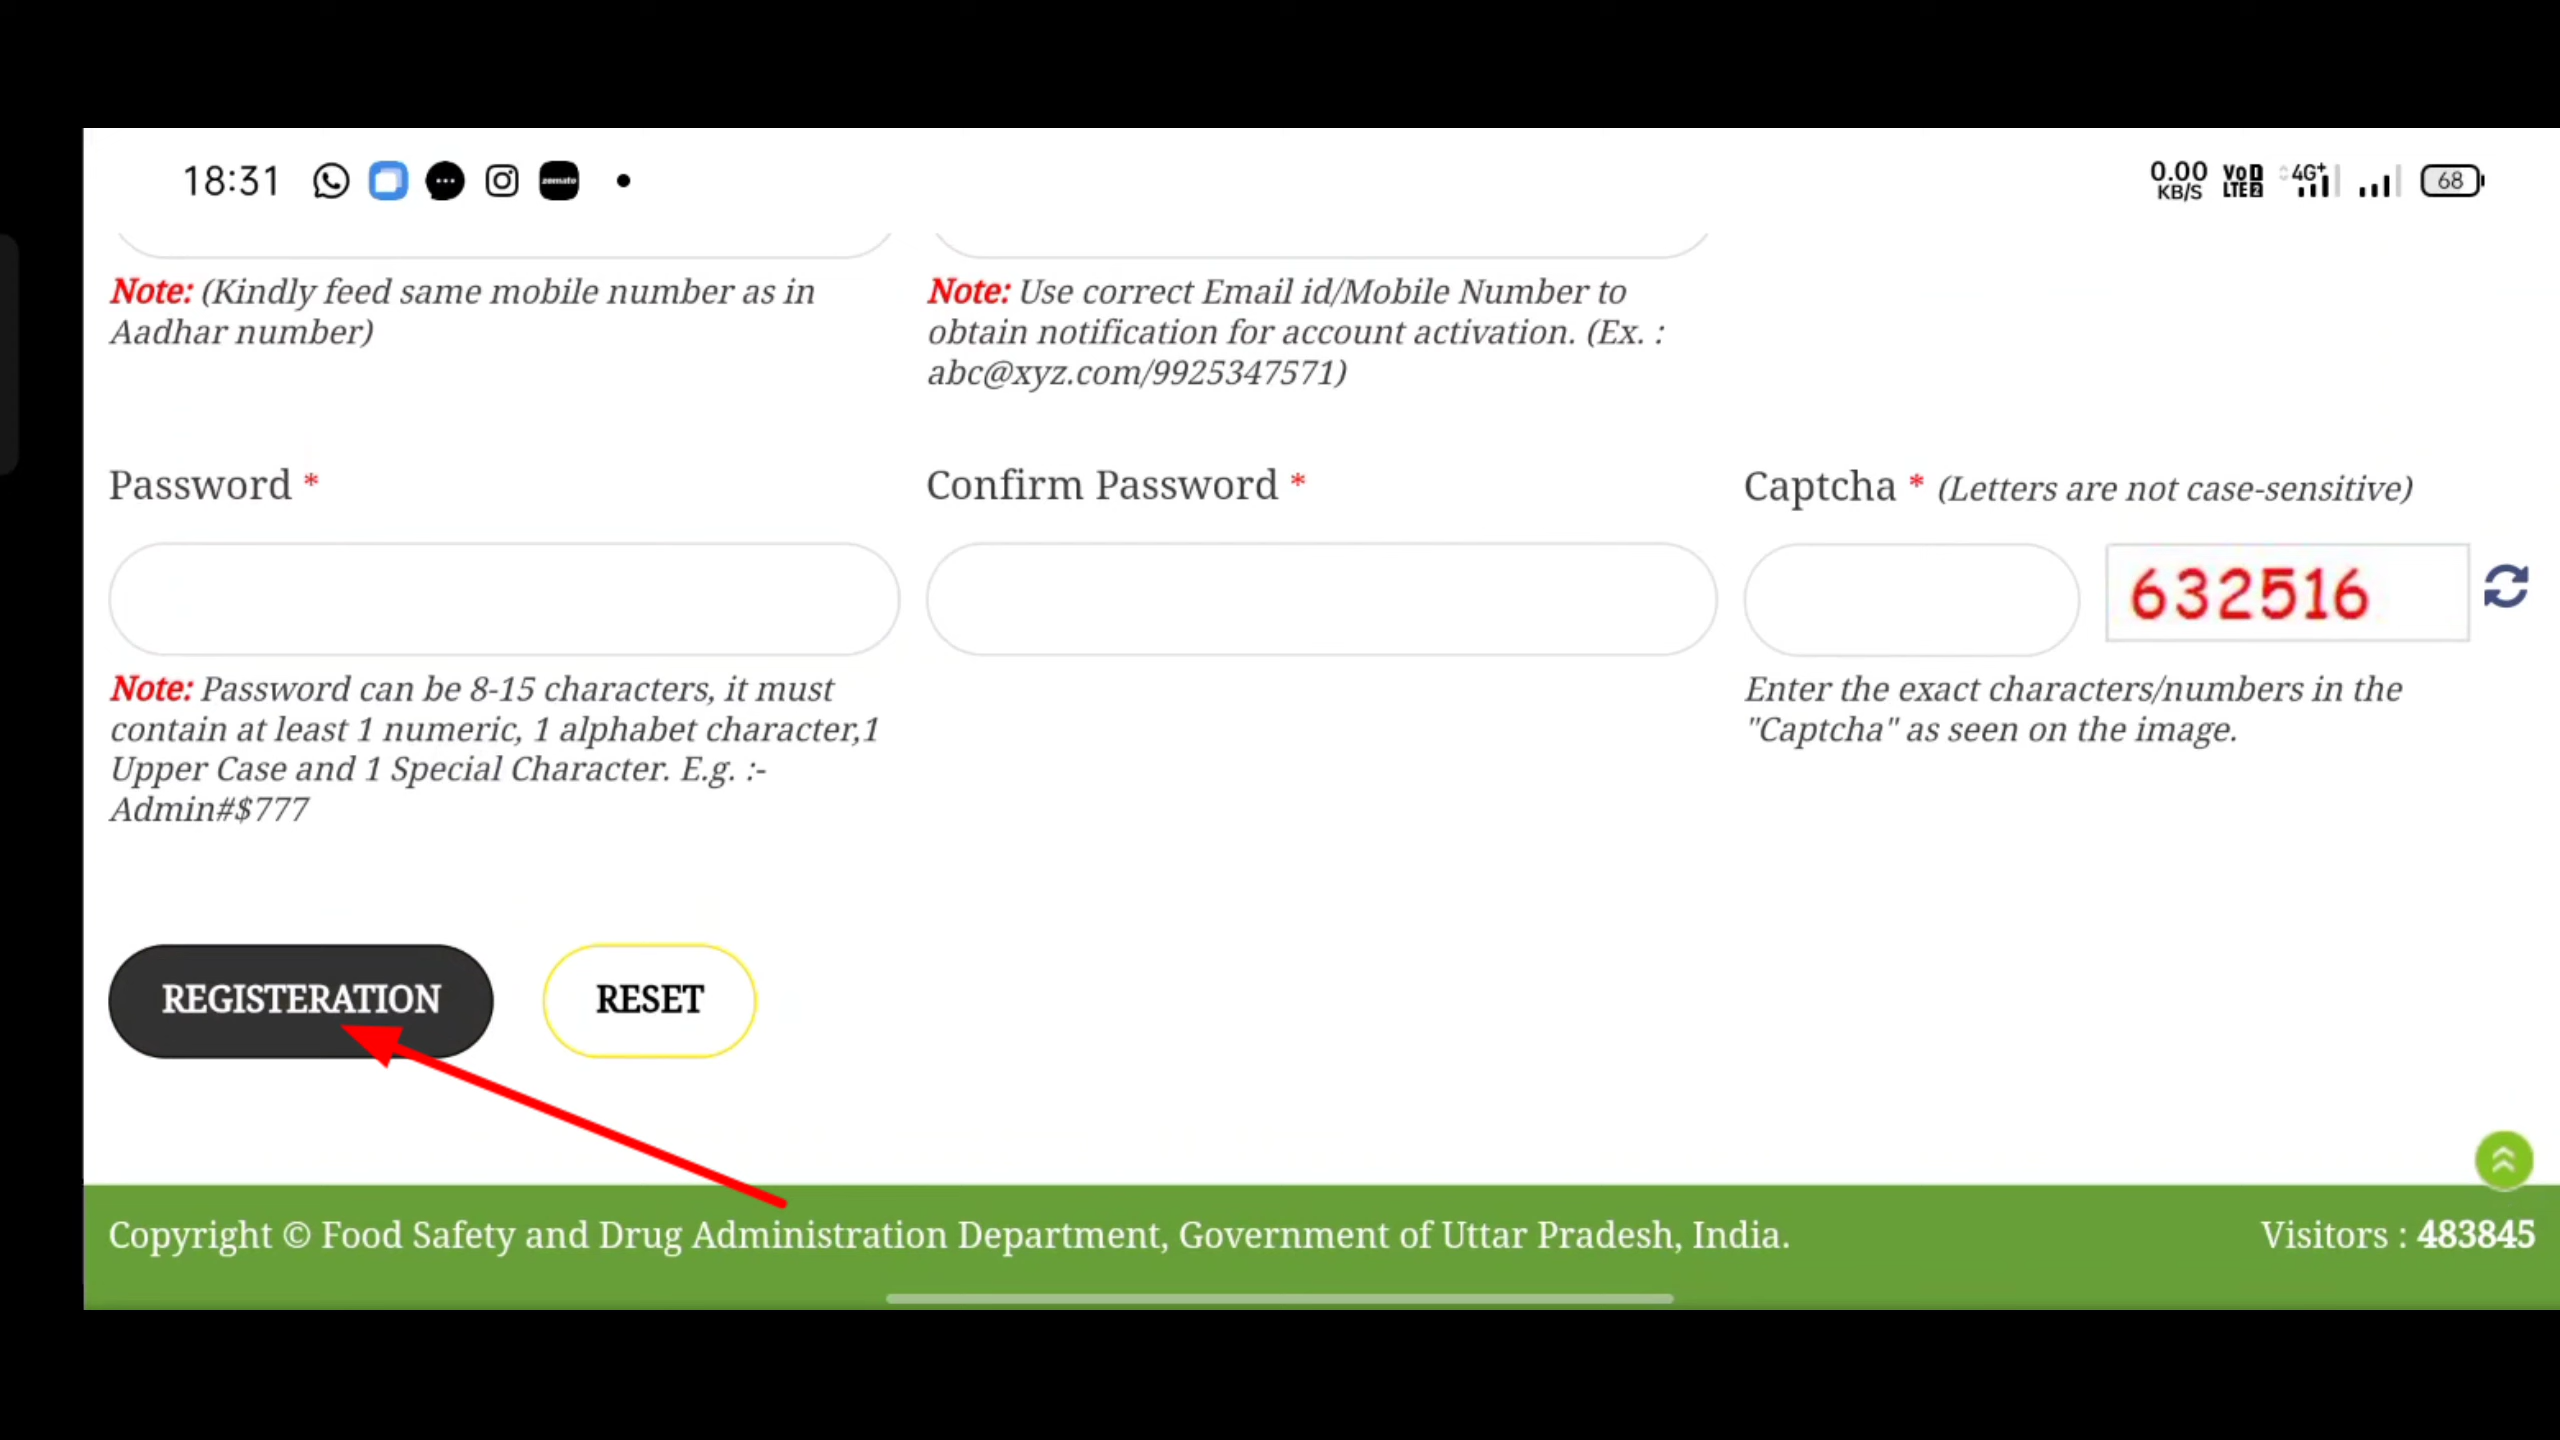 18:31 zomato 0.00 KB/S VoD LTE2 4G+ 68
Note: (Kindly feed same mobile number as in
Aadhar number)
Note: Use correct Email id/Mobile Number to
obtain notification for account activation. (Ex. :
abc@xyz.com/9925347571)
Password *
Confirm Password *
Captcha * (Letters are not case-sensitive)
632516
Note: Password can be 8-15 characters, it must
contain at least 1 numeric, 1 alphabet character,1
Upper Case and 1 Special Character. E.g. :-
Admin#$777
Enter the exact characters/numbers in the
"Captcha" as seen on the image.
REGISTERATION
RESET
Copyright © Food Safety and Drug Administration Department, Government of Uttar Pradesh, India.
Visitors : 483845